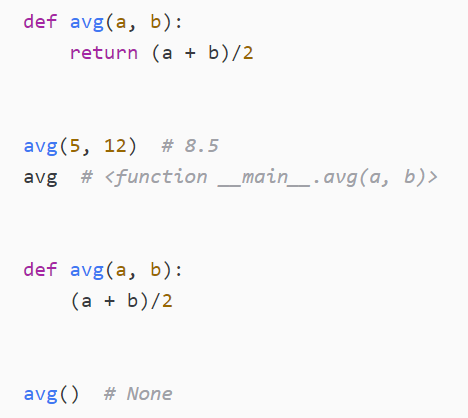 def avg(a, b):
    return (a + b)/2
avg(5, 12)  # 8.5
avg  # <function __main__.avg(a, b)>
def avg(a, b):
    (a + b)/2
avg()  # None